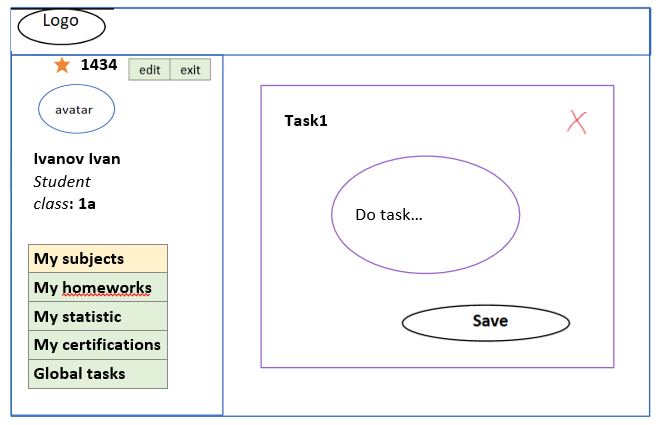 Logo
1434
edit exit
avatar
Ivanov Ivan
Student
class: 1a
My subjects
My homeworks
My statistic
My certifications
Global tasks
Task1
X
Do task...
Save